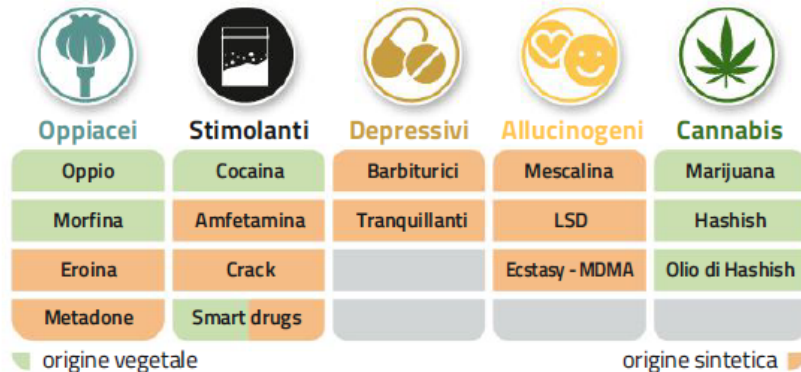 Oppiacei Stimolanti Depressivi Allucinogeni Cannabis
Oppio Cocaina Barbiturici Mescalina Marijuana
Morfina Amfetamina Tranquillanti LSD Hashish
Eroina Crack Ecstasy - MDMA Olio di Hashish
Metadone Smart drugs
origine vegetale origine sintetica